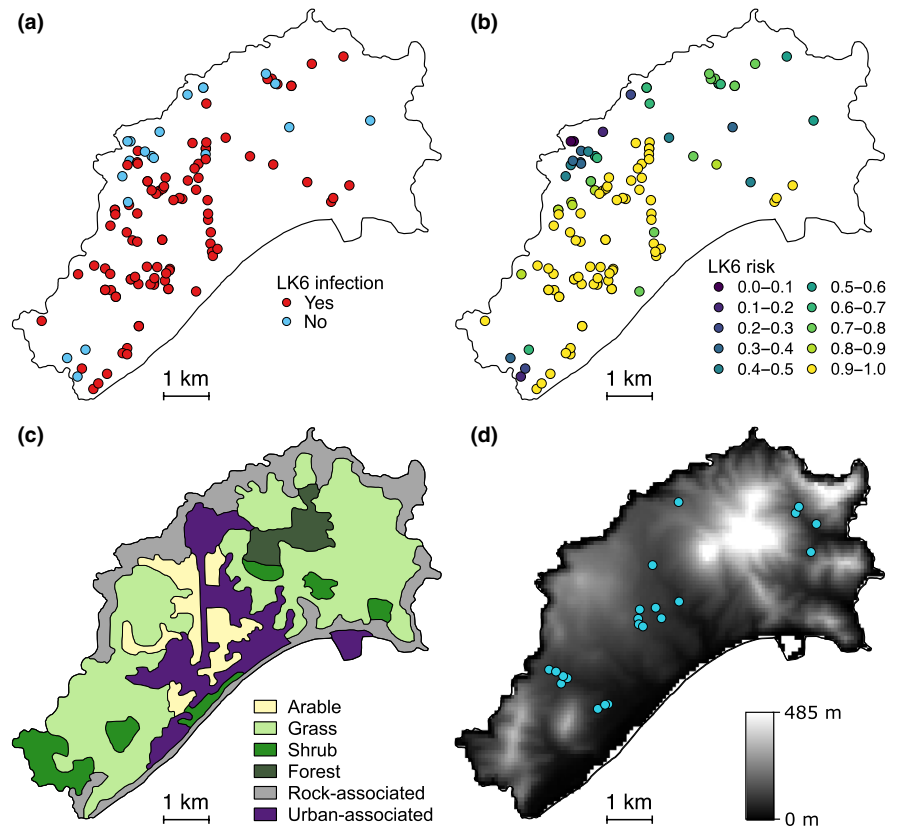 (a)
LK6 infection
Yes
No
1 km
(b)
LK6 risk
0.0–0.1
0.5–0.6
0.1–0.2
0.6–0.7
0.2–0.3
0.7–0.8
0.3–0.4
0.8–0.9
0.4–0.5
0.9–1.0
1 km
(c)
Arable
Grass
Shrub
Forest
Rock-associated
Urban-associated
1 km
(d)
485 m
0 m
1 km